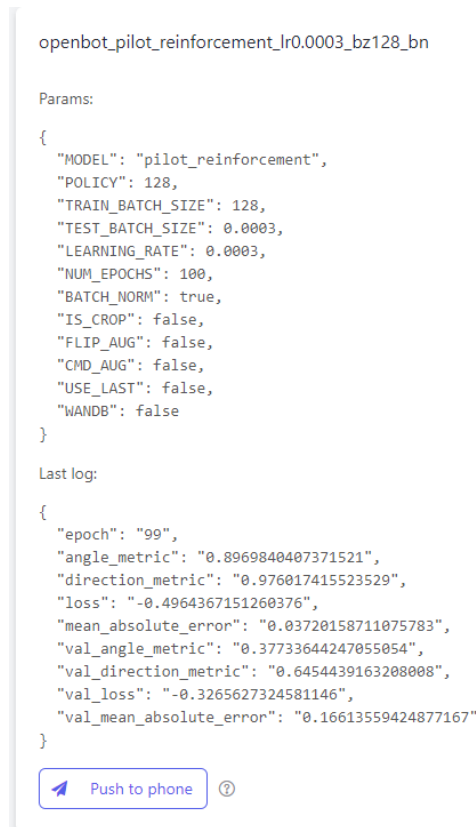 openbot_pilot_reinforcement_lr0.0003_bz128_bn
Params:
{
  "MODEL": "pilot_reinforcement",
  "POLICY": 128,
  "TRAIN_BATCH_SIZE": 128,
  "TEST_BATCH_SIZE": 0.0003,
  "LEARNING_RATE": 0.0003,
  "NUM_EPOCHS": 100,
  "BATCH_NORM": true,
  "IS_CROP": false,
  "FLIP_AUG": false,
  "CMD_AUG": false,
  "USE_LAST": false,
  "WANDB": false
}
Last log:
{
  "epoch": "99",
  "angle_metric": "0.8969840407371521",
  "direction_metric": "0.976017415523529",
  "loss": "-0.4964367151260376",
  "mean_absolute_error": "0.03720158711075783",
  "val_angle_metric": "0.37733644247055054",
  "val_direction_metric": "0.6454439163208008",
  "val_loss": "-0.3265627324581146",
  "val_mean_absolute_error": "0.16613559424877167"
}
Push to phone ?